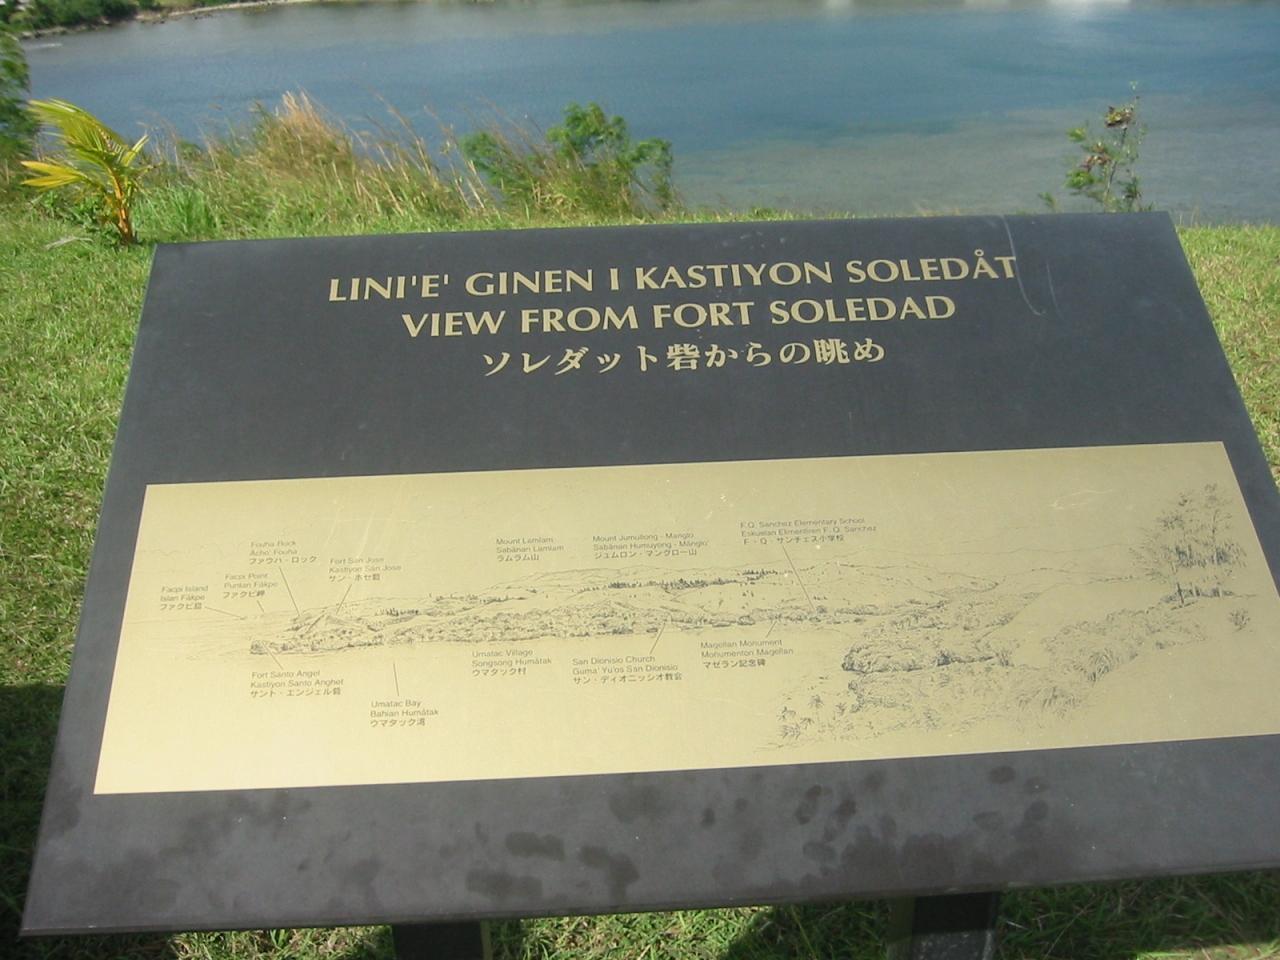 LINI'E' GINEN I KASTIYON SOLEDÅT
VIEW FROM FORT SOLEDAD
ソレダット砦からの眺め
Fouha Rock
Åcho' Fouha
ファウハ・ロック
Fort San Jose
Kastiyon San Jose
サン・ホセ砦
Facpi Island
Islan Fåkpe
ファクピ島
Facpi Point
Puntan Fåkpe
ファクピ岬
Mount Lamlam
Sabånan Lamlam
ラムラム山
Mount Jumullong - Manglo
Sabånan Humuyong - Månglo'
ジュムロン・マングロー山
F.Q. Sanchez Elementary School
Eskuelan Elimentåren F. Q. Sanchez
F・Q・サンチェス小学校
Fort Santo Angel
Kastiyon Santo Anghet
サント・エンジェル砦
Umatac Bay
Bahian Humåtak
ウマタック湾
Umatac Village
Songsong Humåtak
ウマタック村
San Dionisio Church
Guma' Yu'os San Dionisio
サン・ディオニッシオ教会
Magellan Monument
Monumenton Magellan
マゼラン記念碑